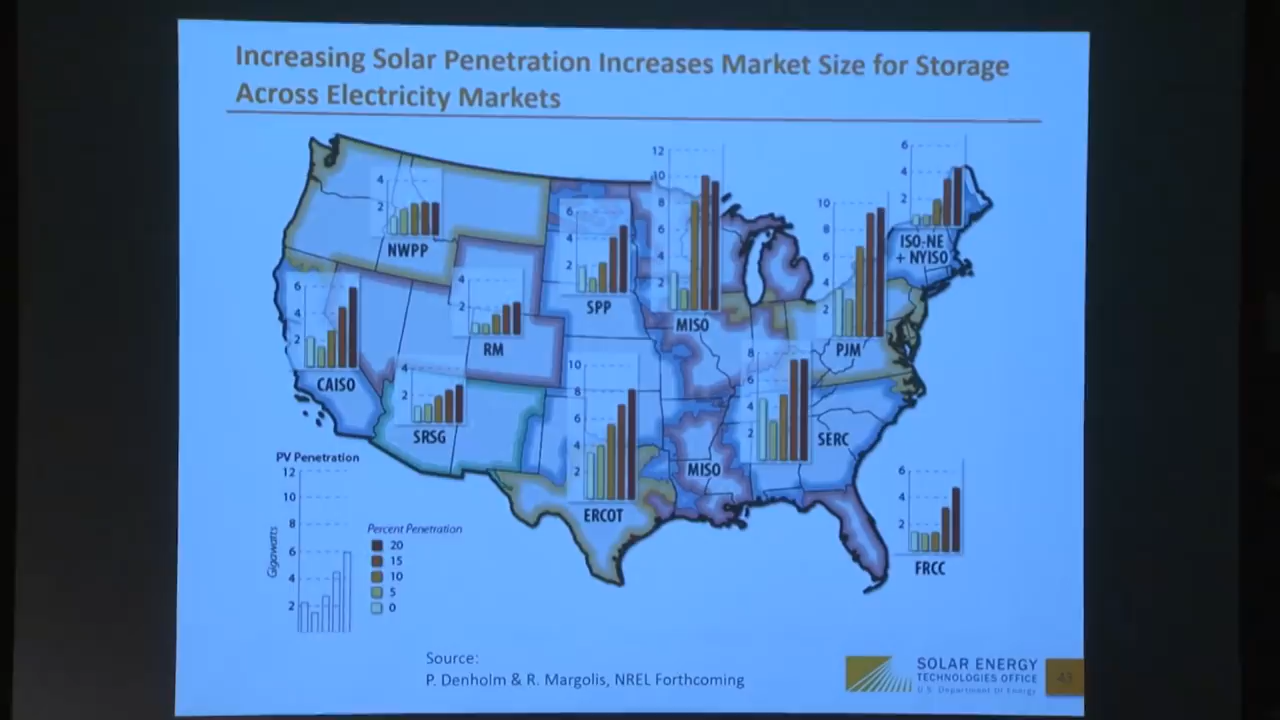 Increasing Solar Penetration Increases Market Size for Storage
Across Electricity Markets
4
2
NWPP
6
4
2
CAISO
4
2
RM
4
2
SRSG
6
4
2
SPP
12
10
8
6
4
2
MISO
10
8
6
4
2
ERCOT
MISO
8
6
4
2
SERC
10
8
6
4
2
PJM
6
4
2
ISO-NE
+ NYISO
6
4
2
FRCC
PV Penetration
12
10
8
6
4
2
Gigawatts
Percent Penetration
20
15
10
5
0
Source:
P. Denholm & R. Margolis, NREL Forthcoming
SOLAR ENERGY
TECHNOLOGIES OFFICE
U.S. Department Of Energy
43